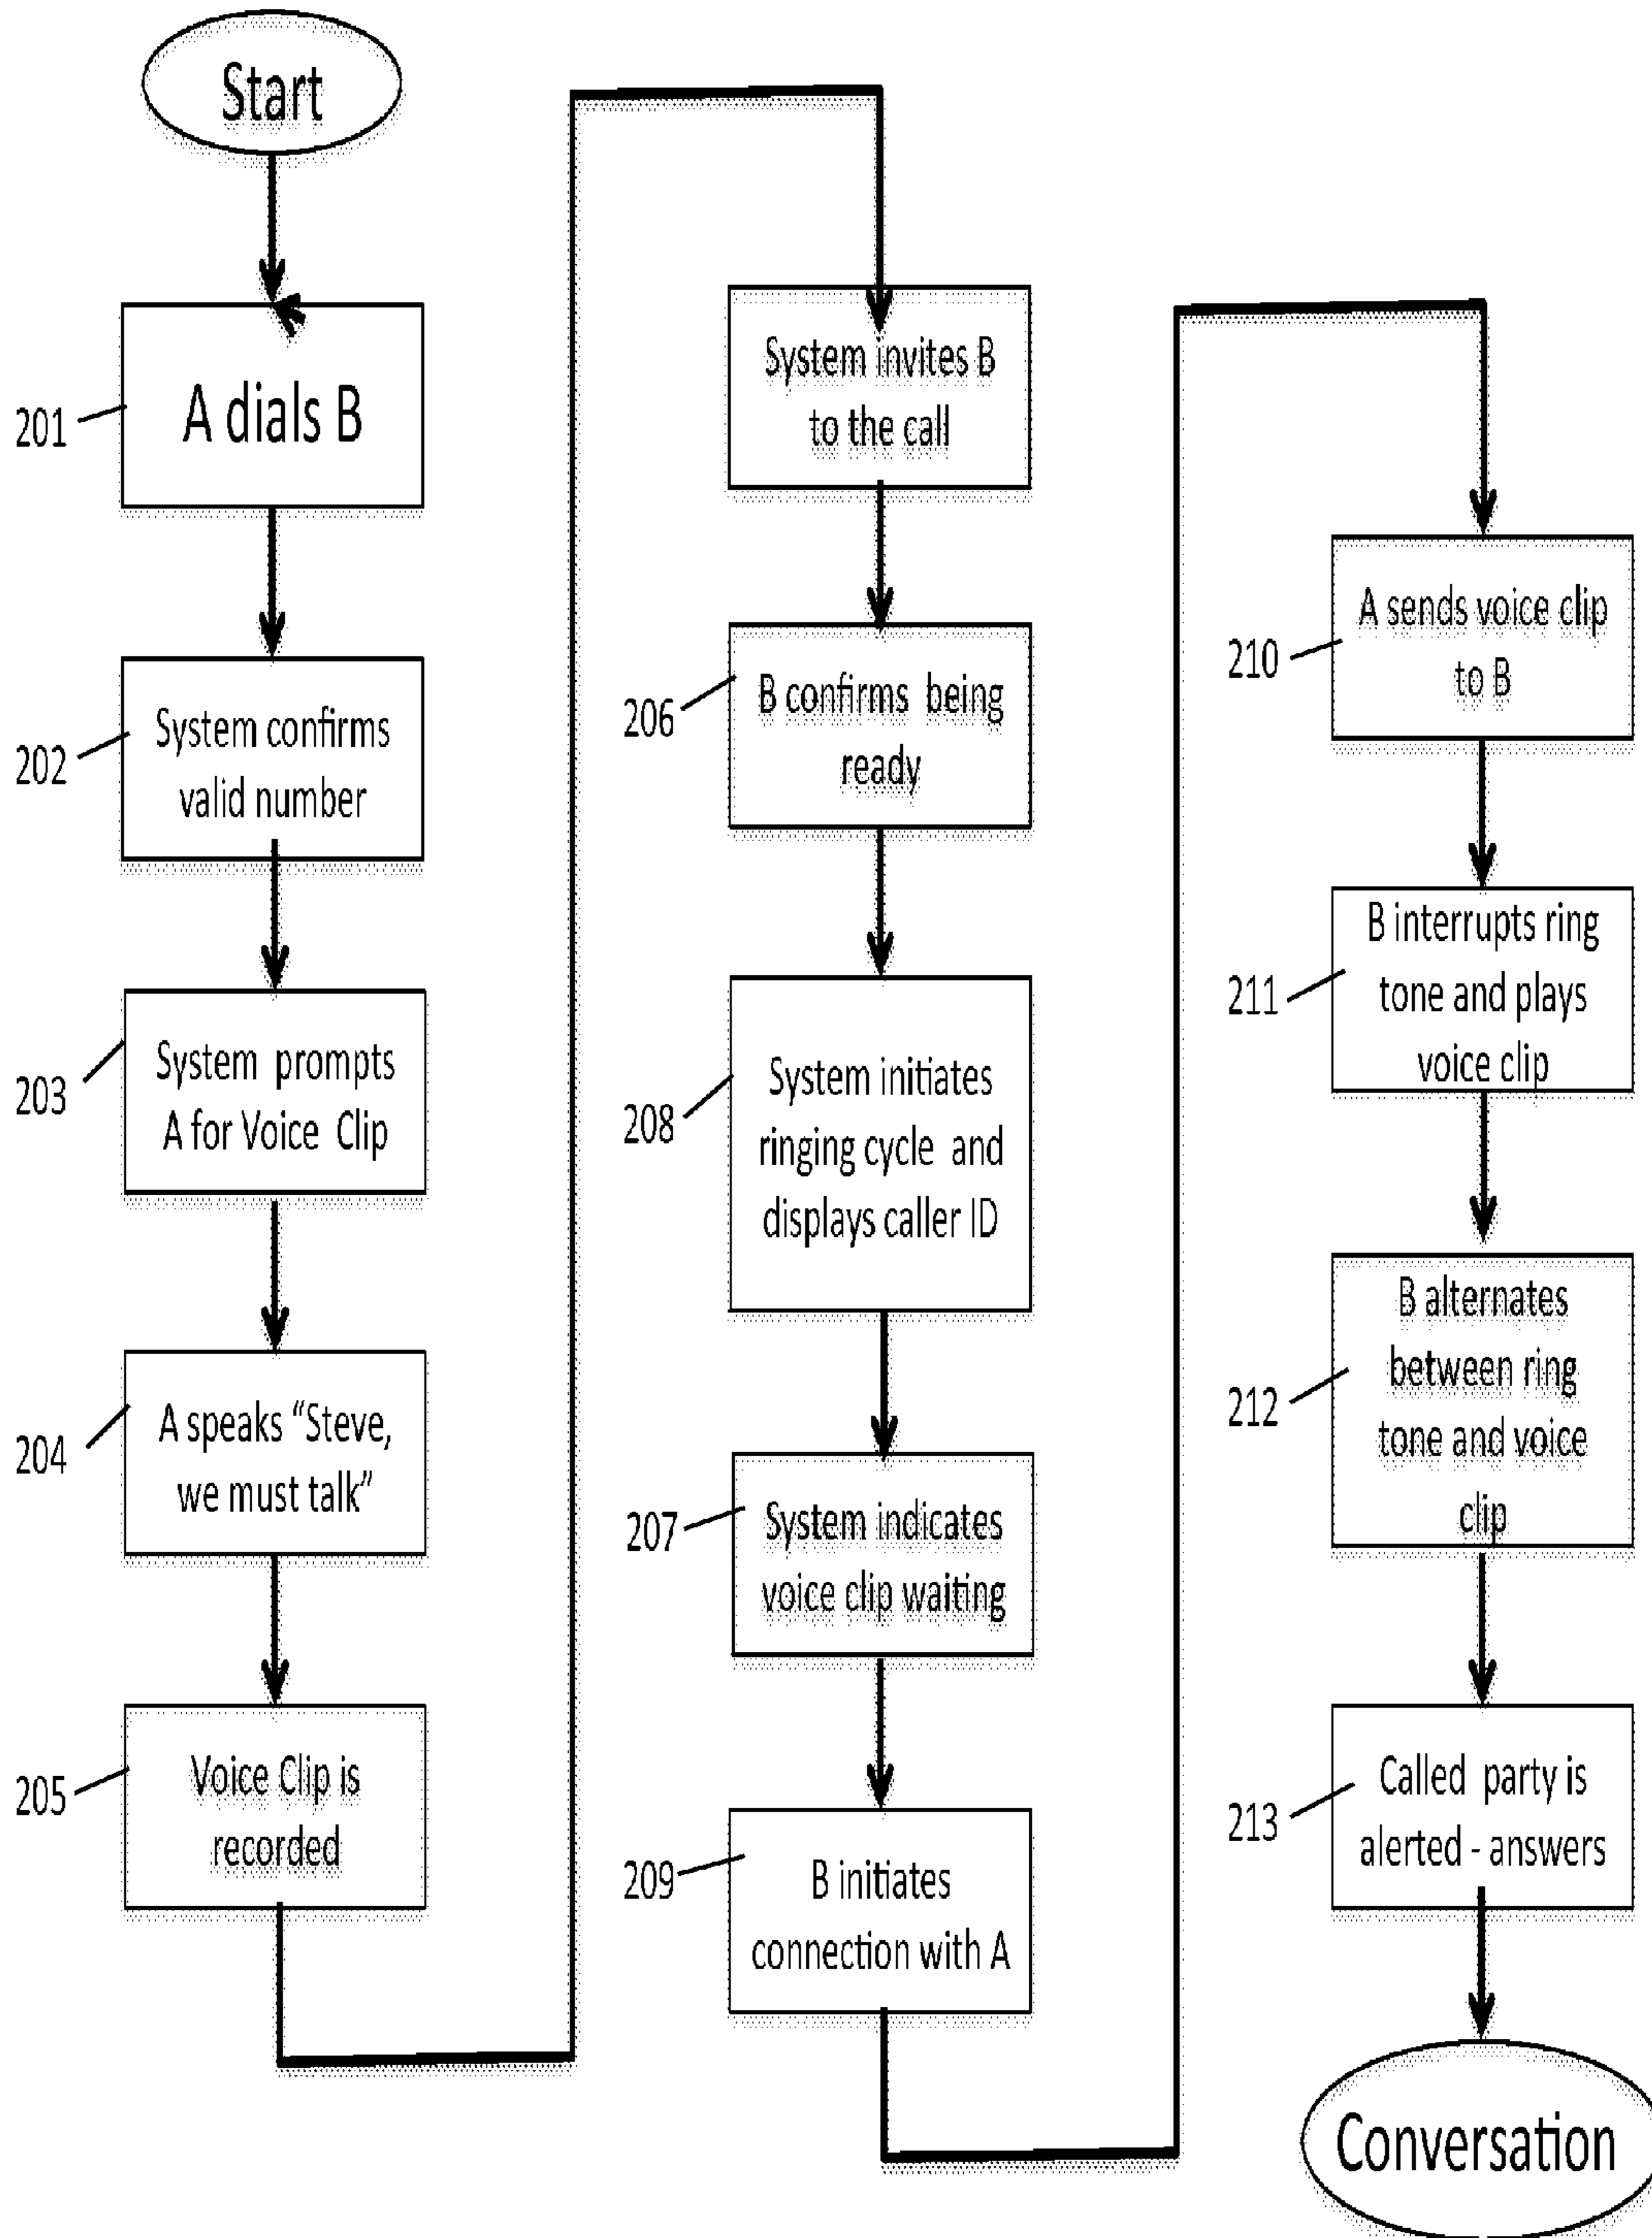 Start
201
A dials B
202
System confirms
valid number
203
System prompts
A for Voice Clip
204
A speaks “Steve,
we must talk”
205
Voice Clip is
recorded
System invites B
to the call
206
B confirms being
ready
208
System initiates
ringing cycle and
displays caller ID
207
System indicates
voice clip waiting
209
B initiates
connection with A
210
A sends voice clip
to B
211
B interrupts ring
tone and plays
voice clip
212
B alternates
between ring
tone and voice
clip
213
Called party is
alerted - answers
Conversation